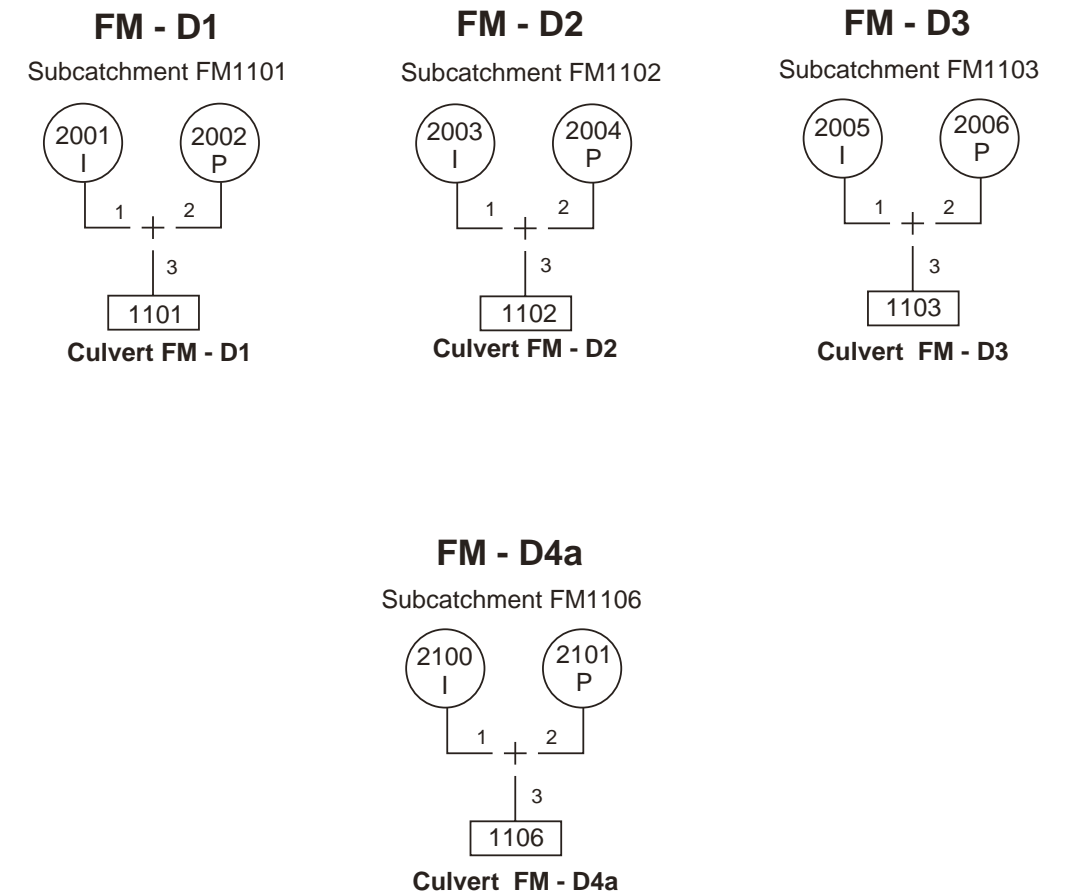 FM - D1
Subcatchment FM1101
2001
I
2002
P
1
2
3
1101
Culvert FM - D1
FM - D2
Subcatchment FM1102
2003
I
2004
P
1
2
3
1102
Culvert FM - D2
FM - D3
Subcatchment FM1103
2005
I
2006
P
1
2
3
1103
Culvert FM - D3
FM - D4a
Subcatchment FM1106
2100
I
2101
P
1
2
3
1106
Culvert FM - D4a